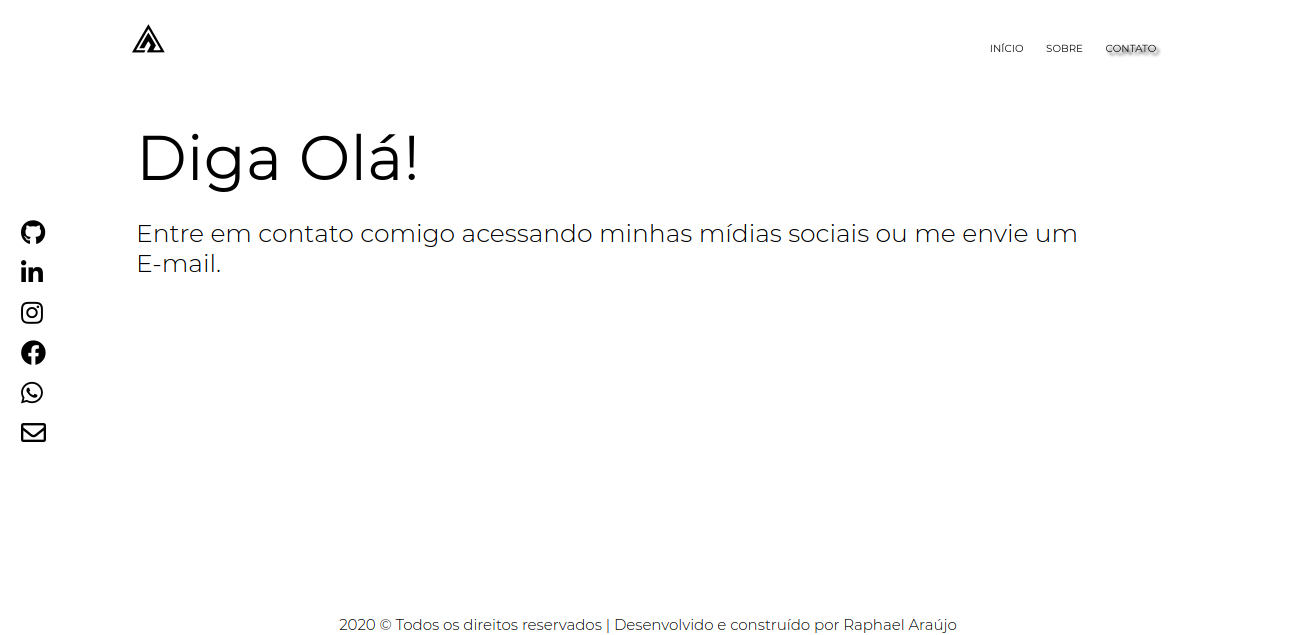 INÍCIO SOBRE CONTATO
Diga Olá!
Entre em contato comigo acessando minhas mídias sociais ou me envie um
E-mail.
2020 © Todos os direitos reservados | Desenvolvido e construído por Raphael Araújo